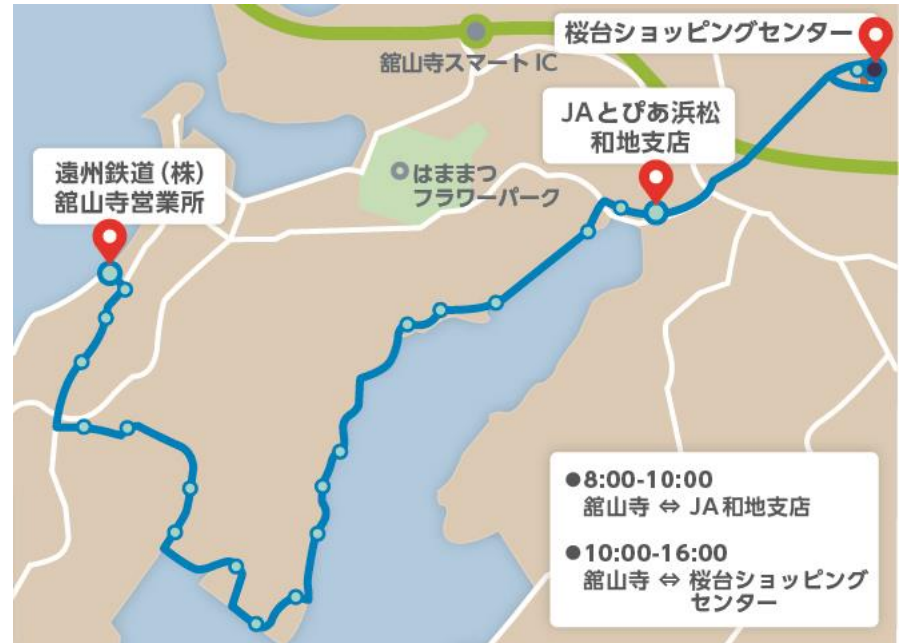 桜台ショッピングセンター
舘山寺スマートIC
JAとぴあ浜松
和地支店
遠州鉄道(株)
舘山寺営業所
はままつ
フラワーパーク
●8:00-10:00
舘山寺 ⇔ JA和地支店
●10:00-16:00
舘山寺 ⇔ 桜台ショッピング
センター